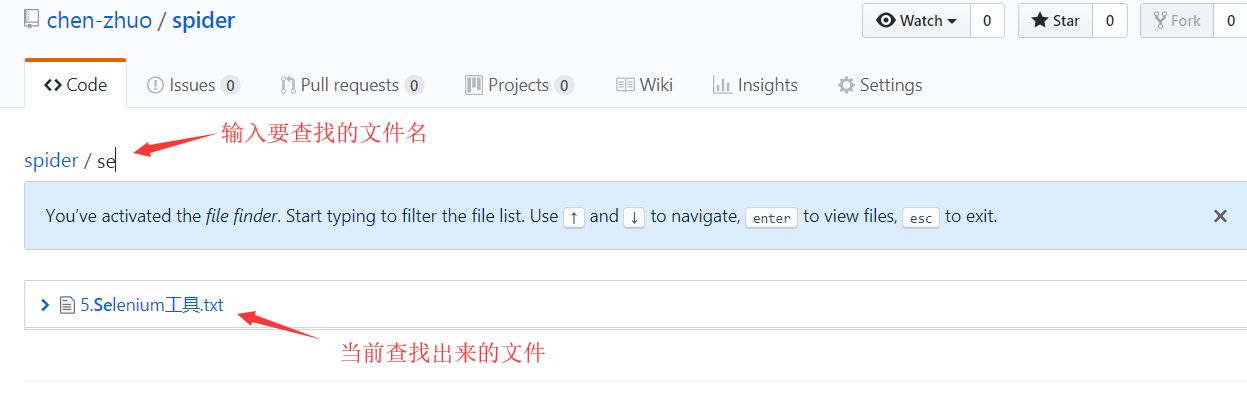 chen-zhuo / spider
Watch 0 Star 0 Fork 0
Code Issues 0 Pull requests 0 Projects 0 Wiki Insights Settings
输入要查找的文件名
spider / se
You've activated the file finder. Start typing to filter the file list. Use ↑ and ↓ to navigate, enter to view files, esc to exit.
5.Selenium工具.txt
当前查找出来的文件